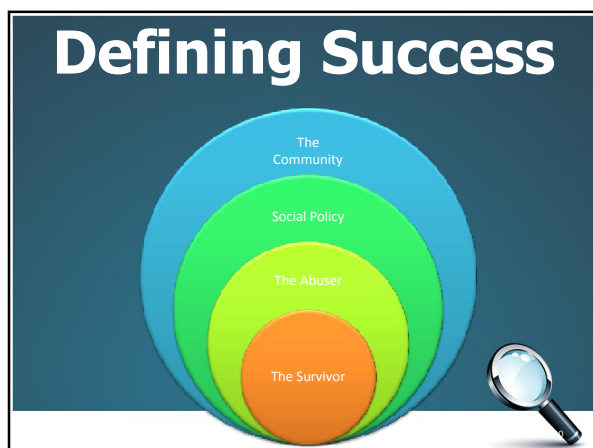 Defining Success
The
Community
Social Policy
The Abuser
The Survivor